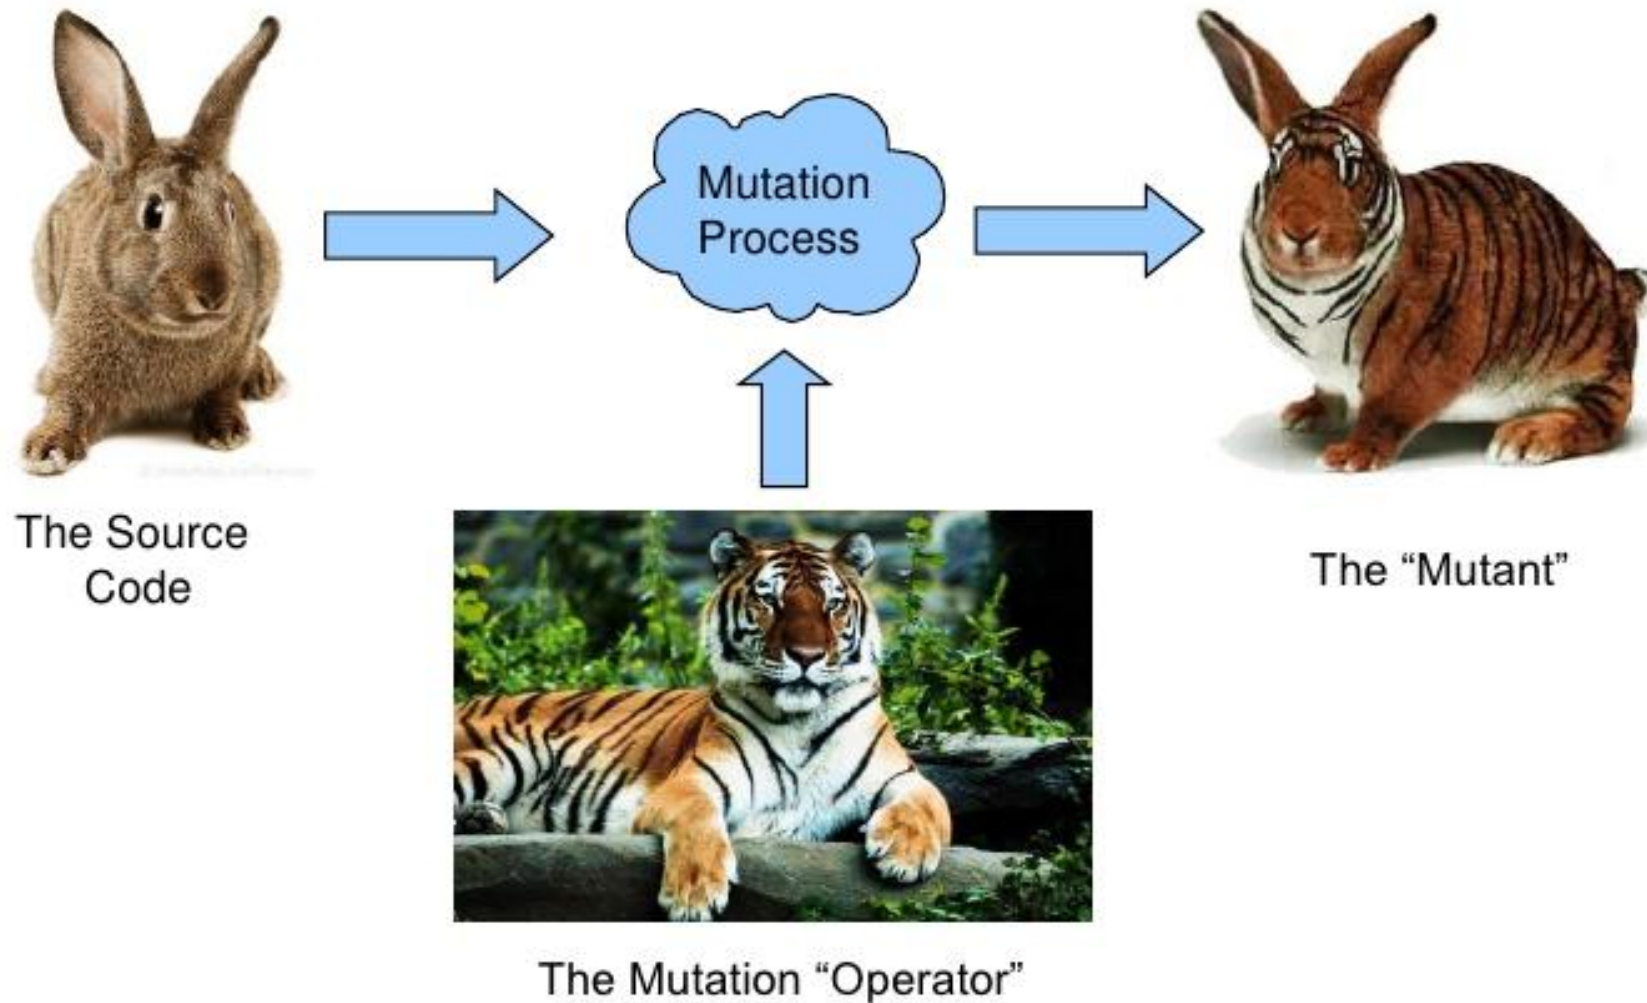 Mutation
Process
The Source
Code
The “Mutant”
The Mutation “Operator”